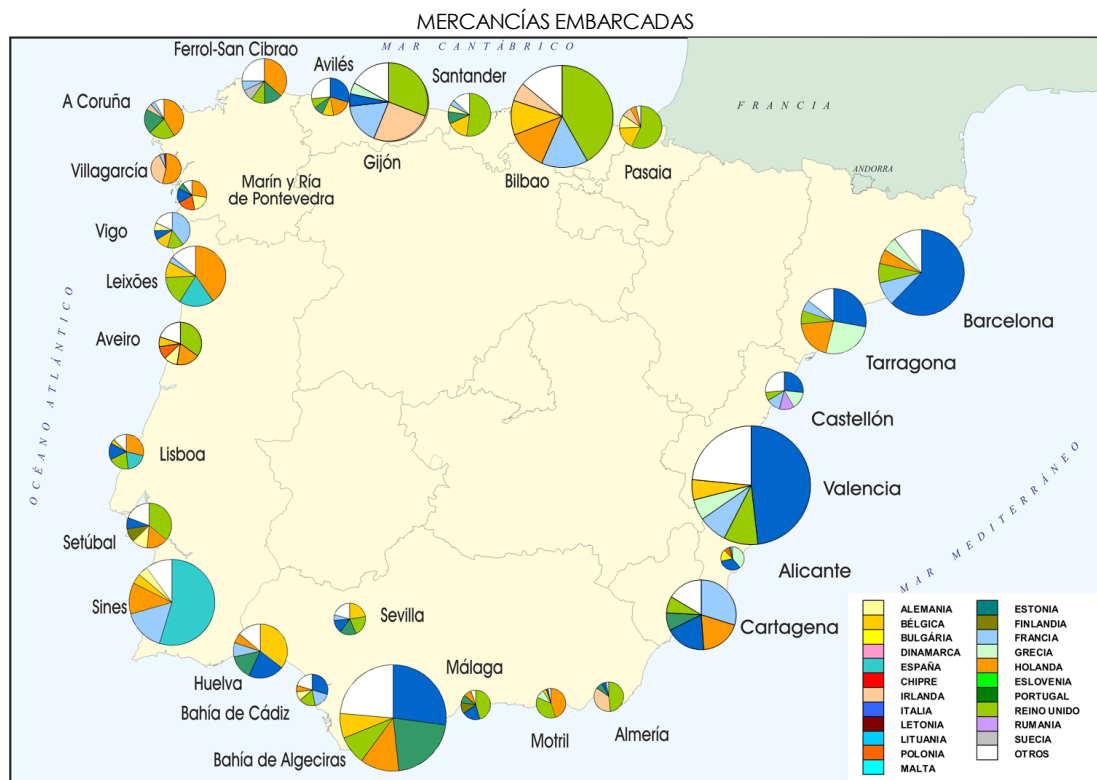 MERCANCÍAS EMBARCADAS
MAR CANTÁBRICO
Ferrol-San Cibrao
Avilés
Santander
A Coruña
FRANCIA
Gijón
Bilbao
Pasaia
ANDORRA
Villagarcía
Marín y Ría
de Pontevedra
Vigo
Leixões
Barcelona
Aveiro
Tarragona
OCÉANO ATLÁNTICO
Castellón
Lisboa
Valencia
MAR MEDITERRÁNEO
Setúbal
Alicante
Sines
Sevilla
Cartagena
Huelva
Málaga
Bahía de Cádiz
Motril
Almería
Bahía de Algeciras
ALEMANIA
BÉLGICA
BULGÁRIA
DINAMARCA
ESPAÑA
CHIPRE
IRLANDA
ITALIA
LETONIA
LITUANIA
POLONIA
MALTA
ESTONIA
FINLANDIA
FRANCIA
GRECIA
HOLANDA
ESLOVENIA
PORTUGAL
REINO UNIDO
RUMANIA
SUECIA
OTROS